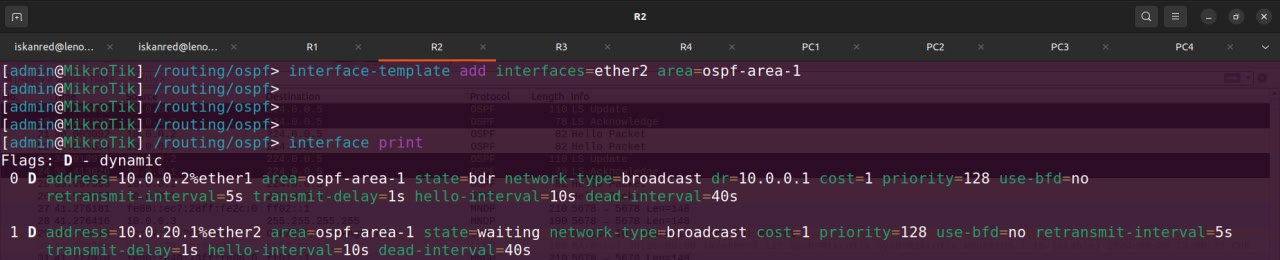 R2
iskanred@leno... × iskanred@leno... × R1 × R2 × R3 × R4 × PC1 × PC2 × PC3 × PC4 ×
[admin@MikroTik] /routing/ospf> interface-template add interfaces=ether2 area=ospf-area-1
[admin@MikroTik] /routing/ospf>
[admin@MikroTik] /routing/ospf>
[admin@MikroTik] /routing/ospf>
[admin@MikroTik] /routing/ospf> interface print
Flags: D - dynamic
0 D address=10.0.0.2%ether1 area=ospf-area-1 state=bdr network-type=broadcast dr=10.0.0.1 cost=1 priority=128 use-bfd=no
retransmit-interval=5s transmit-delay=1s hello-interval=10s dead-interval=40s
1 D address=10.0.20.1%ether2 area=ospf-area-1 state=waiting network-type=broadcast cost=1 priority=128 use-bfd=no retransmit-interval=5s
transmit-delay=1s hello-interval=10s dead-interval=40s